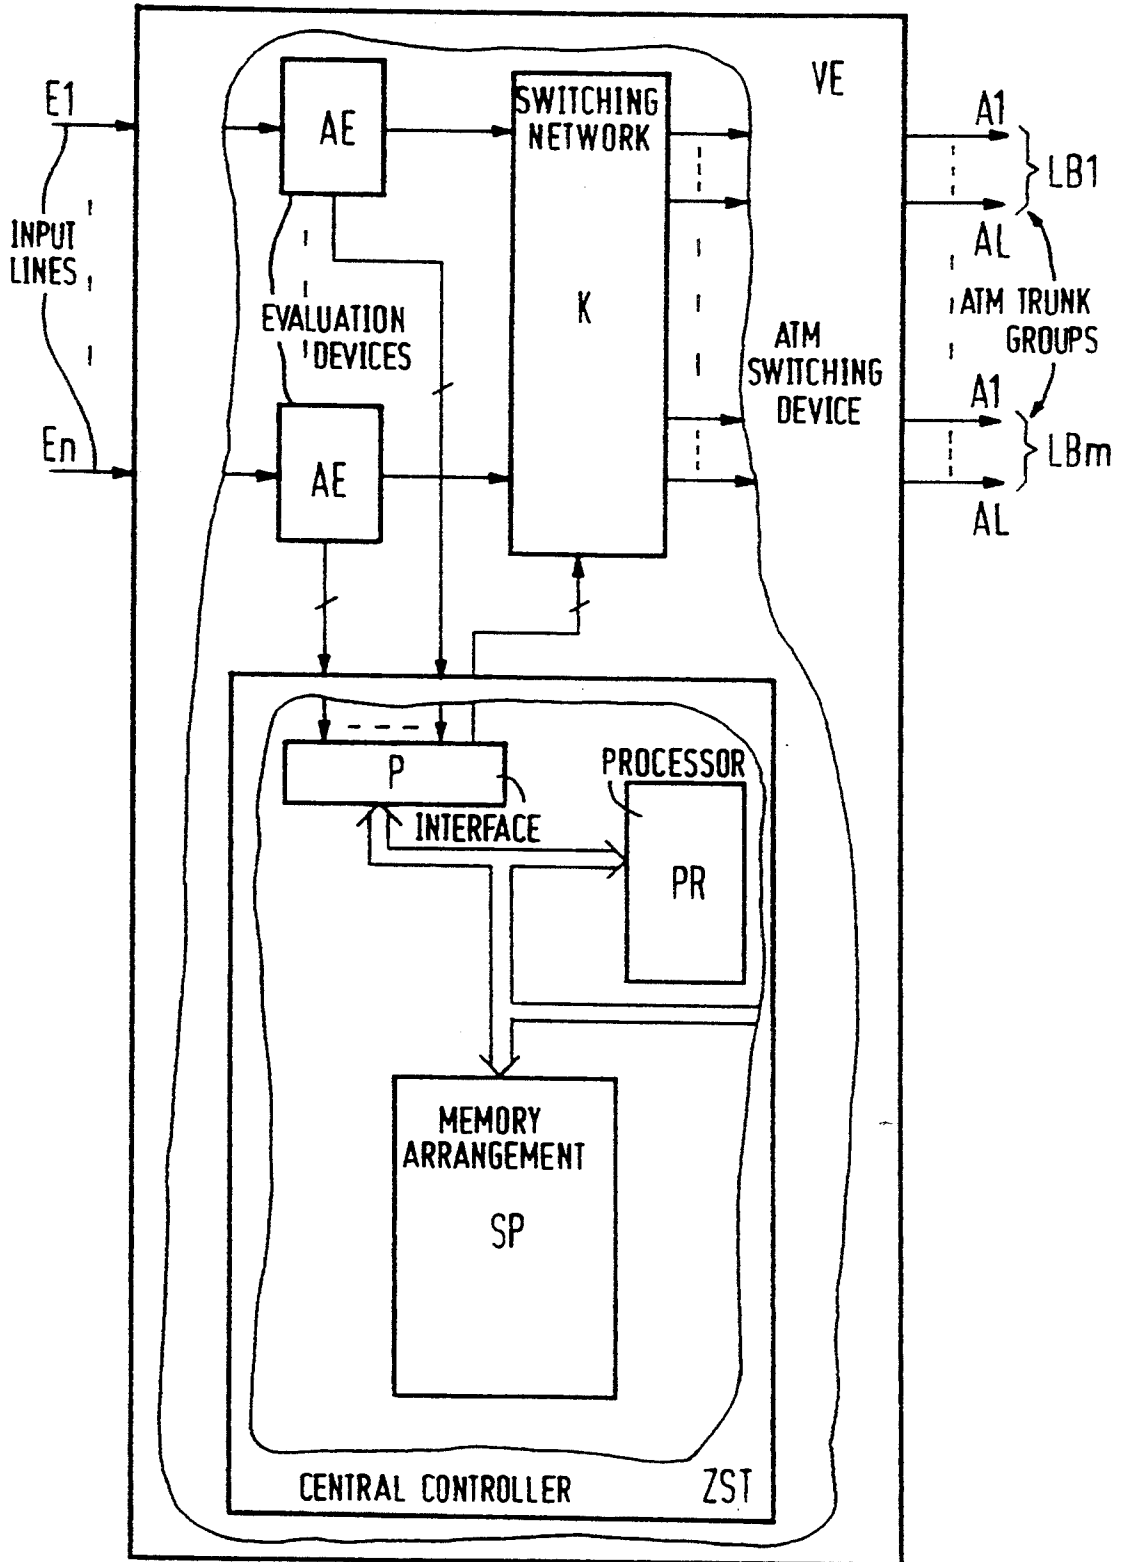 E1
INPUT
LINES
En
AE
EVALUATION
DEVICES
AE
SWITCHING
NETWORK
K
VE
ATM
SWITCHING
DEVICE
A1
LB1
AL
ATM TRUNK
GROUPS
A1
LBm
AL
P
INTERFACE
PROCESSOR
PR
MEMORY
ARRANGEMENT
SP
CENTRAL CONTROLLER
ZST